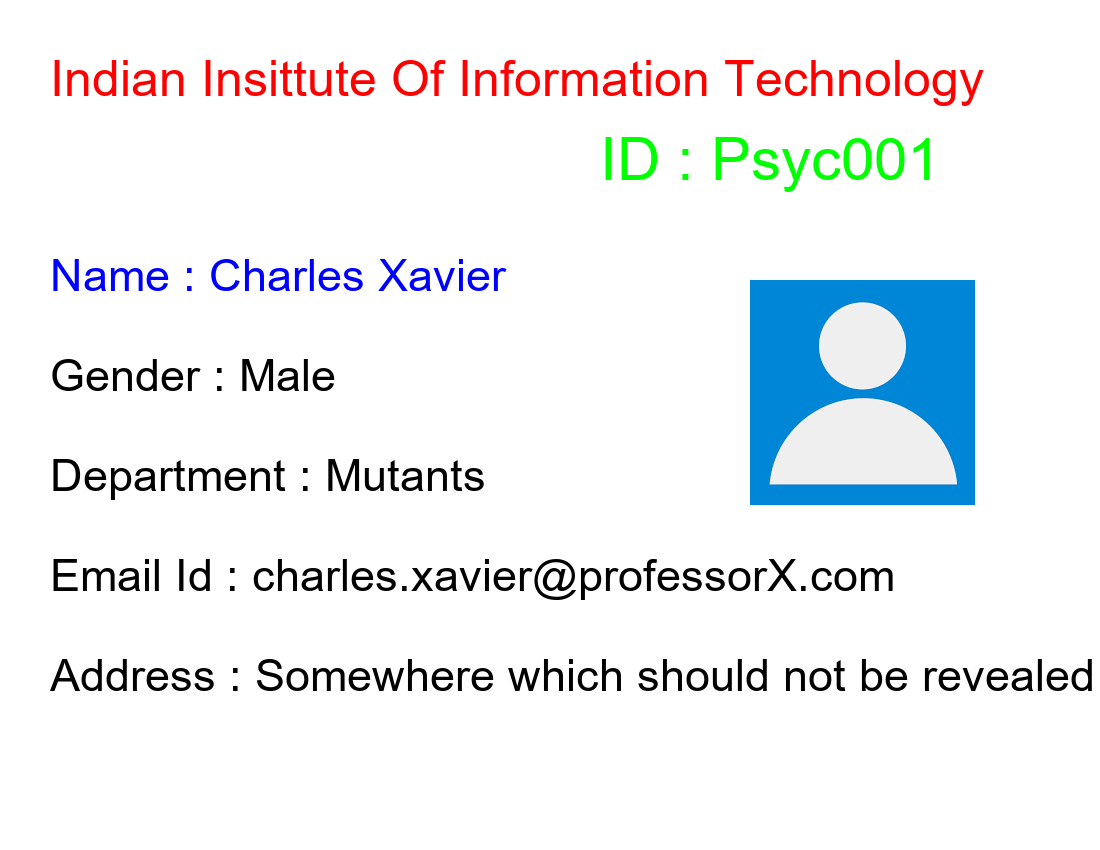 Indian Insittute Of Information Technology
ID : Psyc001
Name : Charles Xavier
Gender : Male
Department : Mutants
Email Id : charles.xavier@professorX.com
Address : Somewhere which should not be revealed